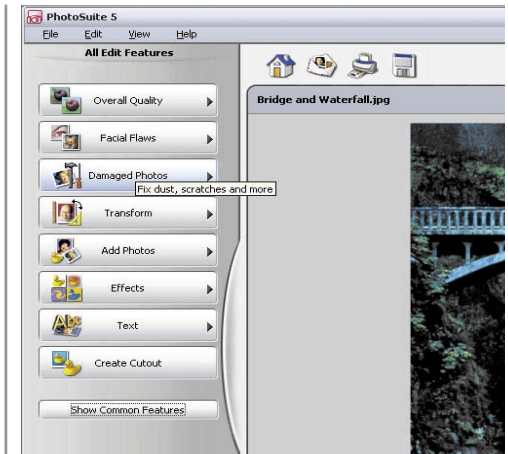 PhotoSuite 5
File Edit View Help
All Edit Features
Overall Quality
Facial Flaws
Damaged Photos
Fix dust, scratches and more
Transform
Add Photos
Effects
Text
Create Cutout
Show Common Features
Bridge and Waterfall.jpg